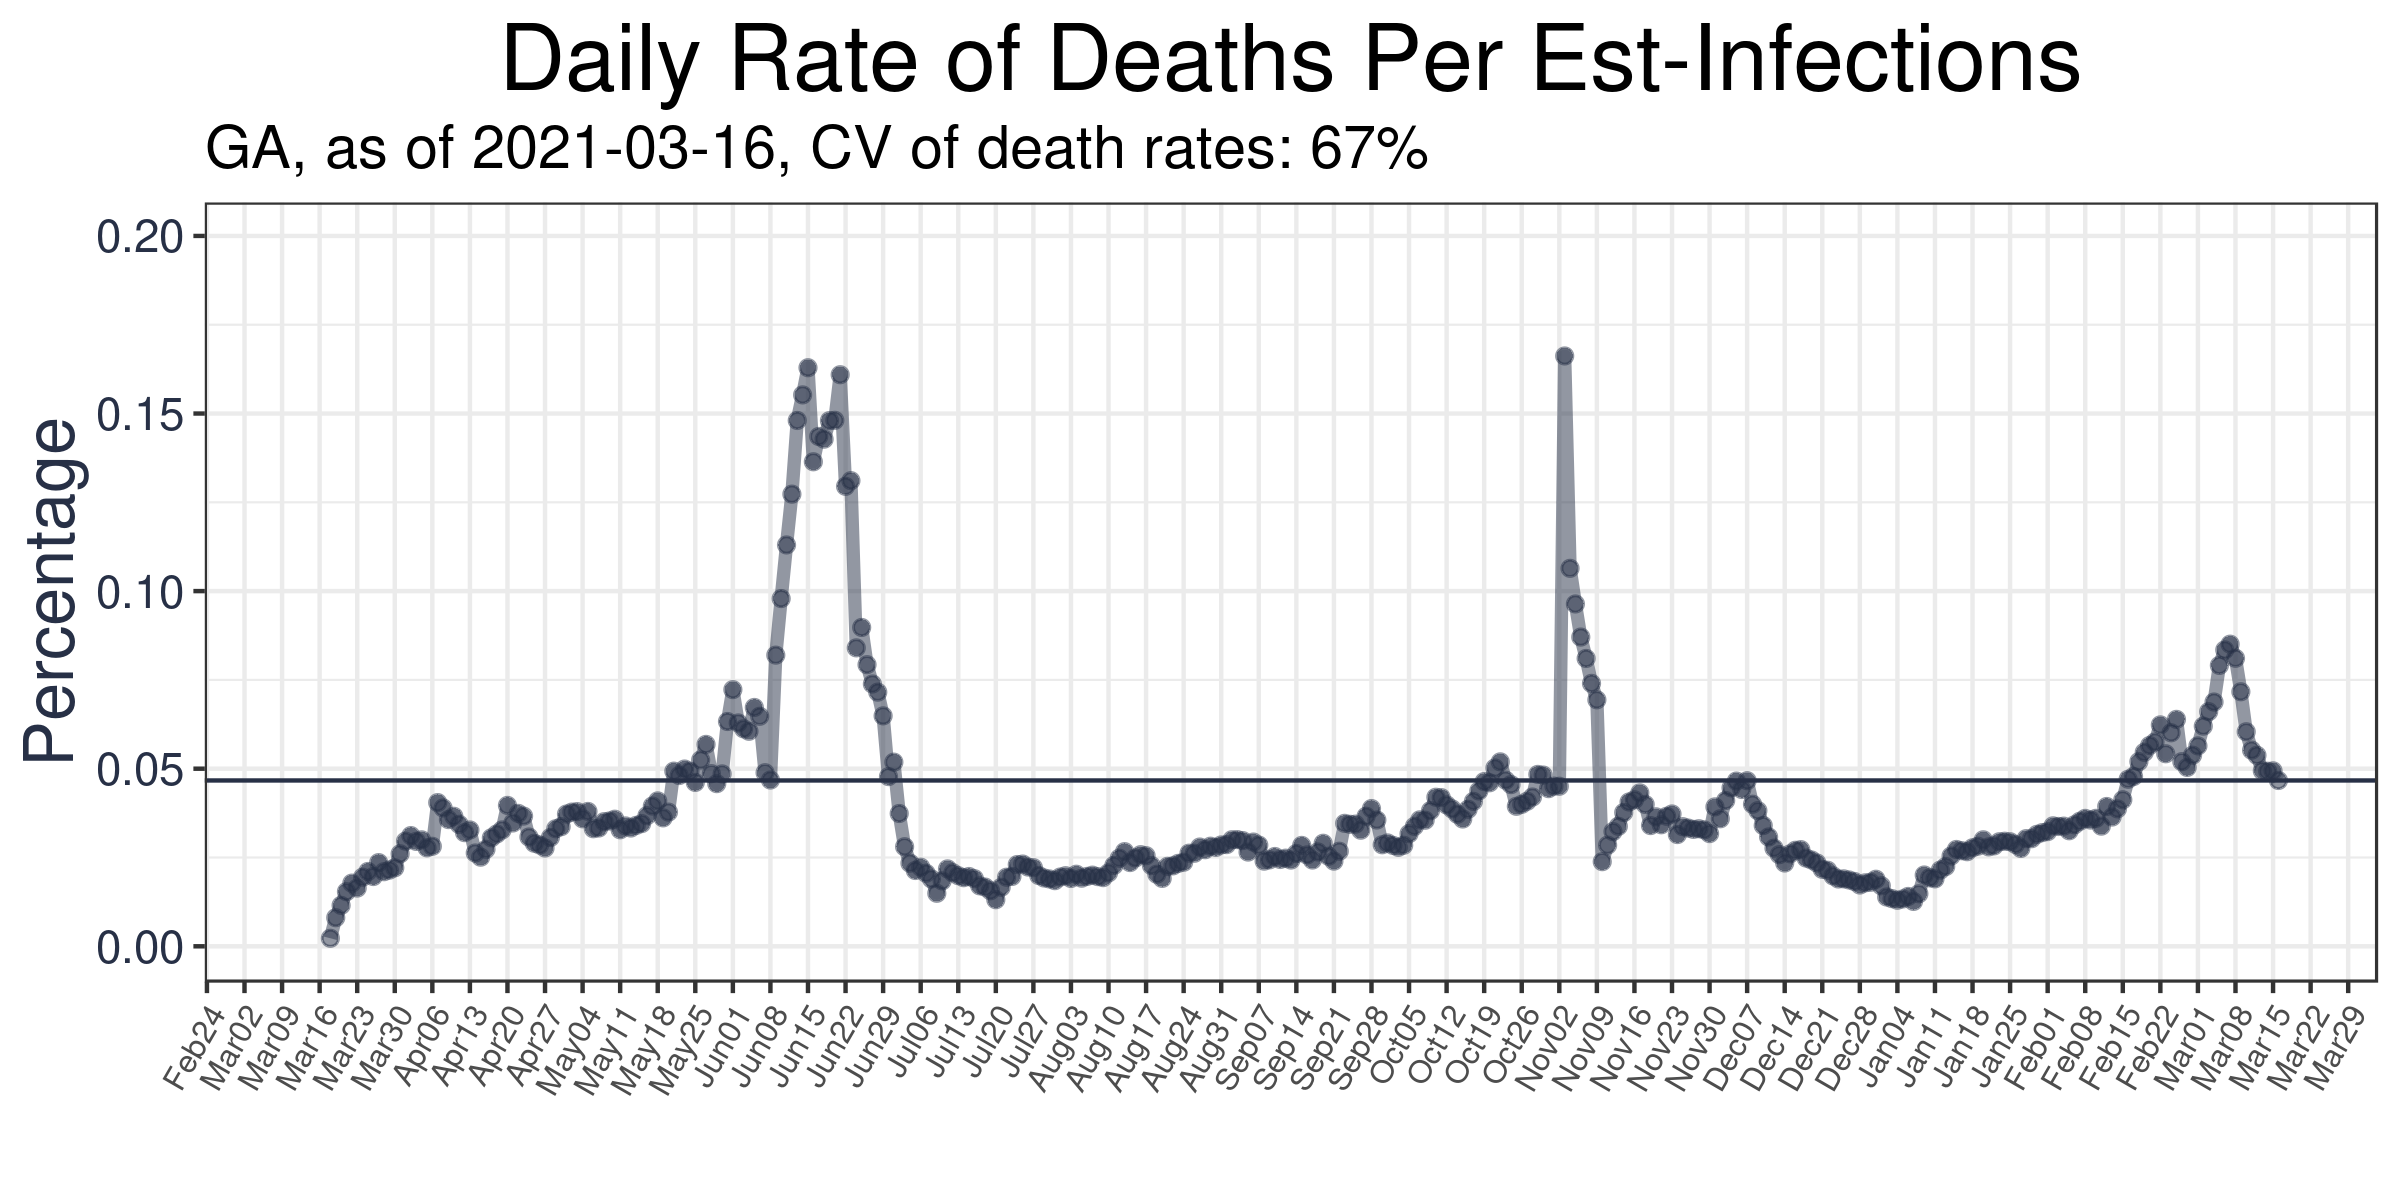 Daily Rate of Deaths Per Est-Infections
GA, as of 2021-03-16, CV of death rates: 67%
Percentage
0.20
0.15
0.10
0.05
0.00
Feb24
Mar02
Mar09
Mar16
Mar23
Mar30
Apr06
Apr13
Apr20
Apr27
May04
May11
May18
May25
Jun01
Jun08
Jun15
Jun22
Jun29
Jul06
Jul13
Jul20
Jul27
Aug03
Aug10
Aug17
Aug24
Aug31
Sep07
Sep14
Sep21
Sep28
Oct05
Oct12
Oct19
Oct26
Nov02
Nov09
Nov16
Nov23
Nov30
Dec07
Dec14
Dec21
Dec28
Jan04
Jan11
Jan18
Jan25
Feb01
Feb08
Feb15
Feb22
Mar01
Mar08
Mar15
Mar22
Mar29